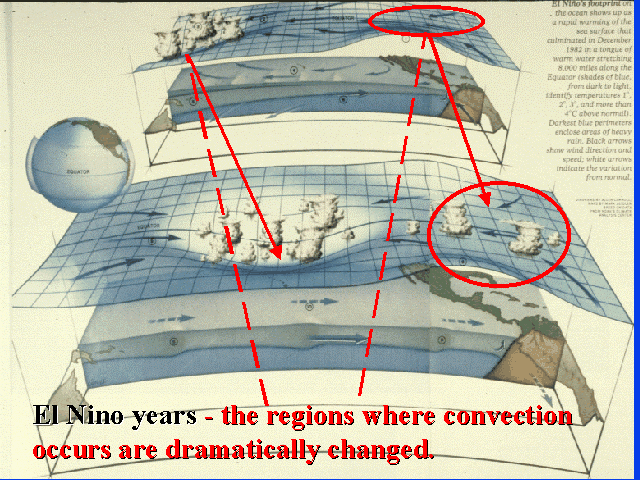 El Niño's footprint on
the ocean shows up as
a rapid warming of the
sea surface that
culminated in December
1982 in a tongue of
warm water stretching
8,000 miles along the
Equator (shades of blue,
from dark to light,
identify temperatures 1°,
2°, 3°, and more than
4°C above normal).
Darkest blue perimeters
enclose areas of heavy
rain. Black arrows
show wind direction and
speed; white arrows
indicate the variation
from normal.
EQUATOR
EQUATOR
EQUATOR
El Nino years - the regions where convection
occurs are dramatically changed.